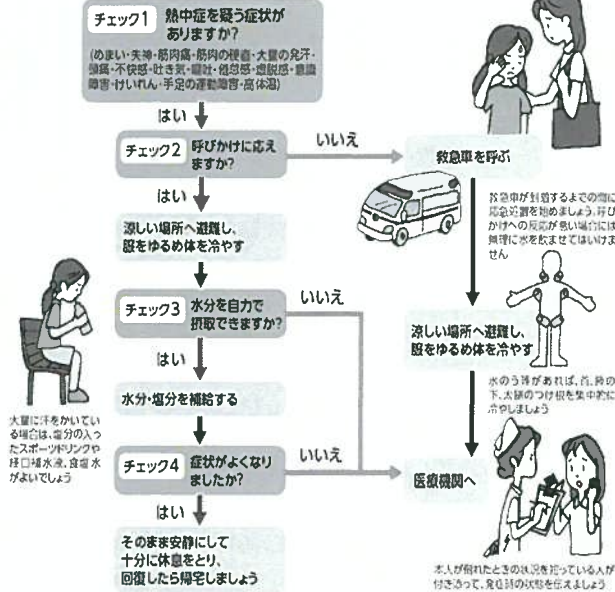 チェック1 熱中症を疑う症状が
ありますか?
(めまい・失神・筋肉痛・筋肉の硬直・大量の発汗・
頭痛・不快感・吐き気・嘔吐・倦怠感・虚脱感・意識
障害・けいれん・手足の運動障害・高体温)
はい
チェック2 呼びかけに応え
ますか?
いいえ
救急車を呼ぶ
救急車が到着するまでの間に
応急処置を始めましょう。呼び
かけへの反応が悪い場合には
無理に水を飲ませてはいけま
せん
はい
涼しい場所へ避難し、
服をゆるめ体を冷やす
チェック3 水分を自力で
摂取できますか?
いいえ
涼しい場所へ避難し、
服をゆるめ体を冷やす
氷のう等があれば、首、腋の
下、太腿のつけ根を集中的に
冷やしましょう
はい
水分・塩分を補給する
大量に汗をかいてい
る場合は、塩分の入っ
たスポーツドリンクや
経口補水液、食塩水
がよいでしょう
チェック4 症状がよくなり
ましたか?
いいえ
医療機関へ
はい
そのまま安静にして
十分に休息をとり、
回復したら帰宅しましょう
本人が倒れたときの状況を知っている人が
付き添って、発症時の状態を伝えましょう